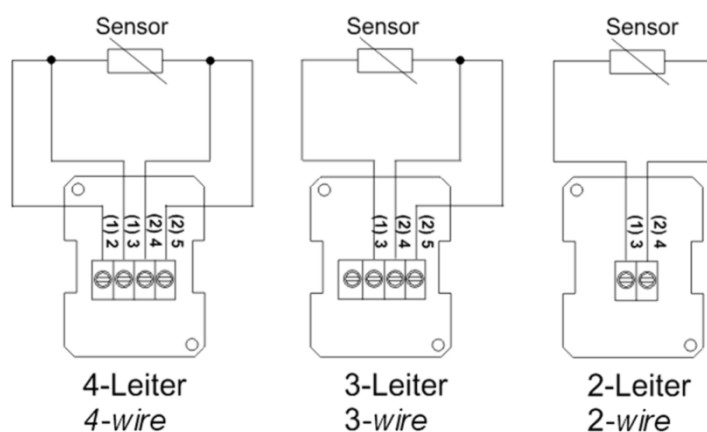 Sensor
(1) 2
(1) 3
(2) 4
(2) 5
4-Leiter
4-wire
Sensor
(1) 3
(2) 4
(2) 5
3-Leiter
3-wire
Sensor
(1) 3
(2) 4
2-Leiter
2-wire